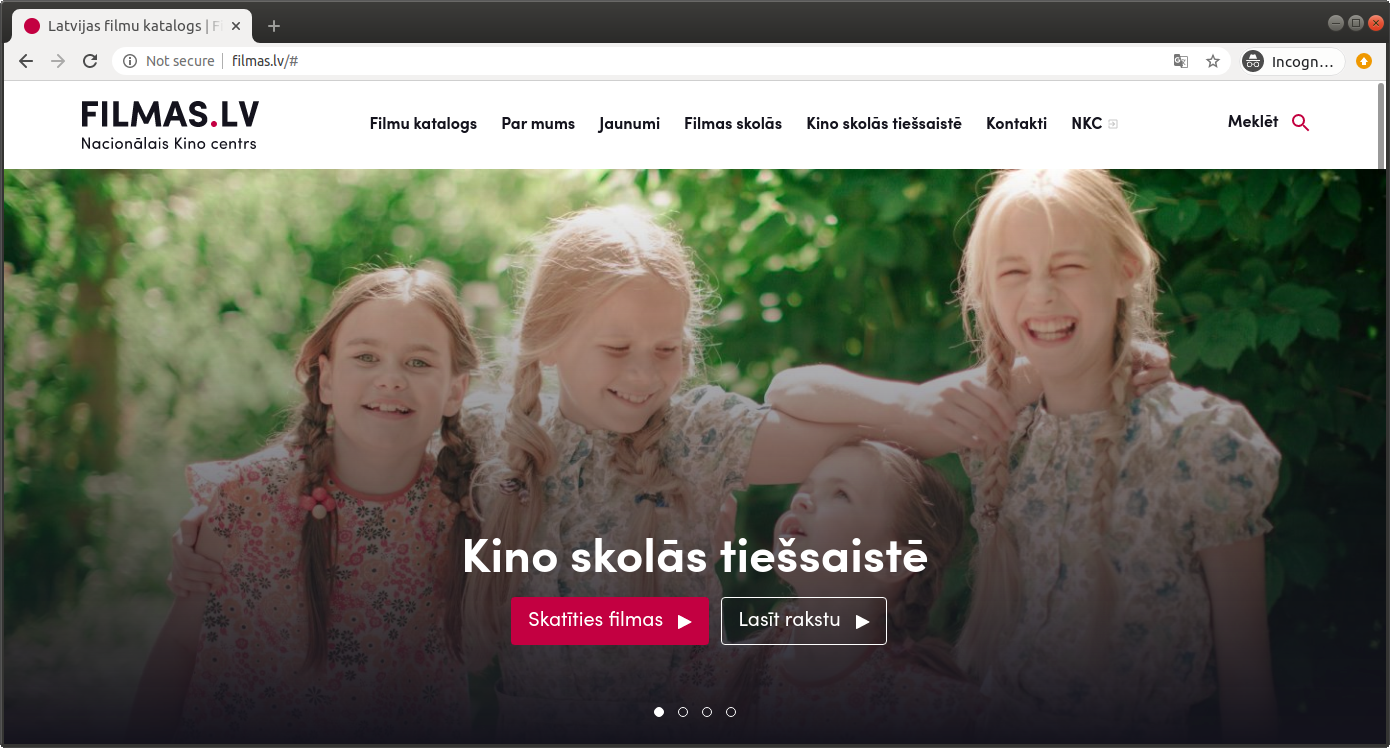 Latvijas filmu katalogs | F
Not secure
filmas.lv/#
Incogn...
FILMAS.LV
Nacionālais Kino centrs
Filmu katalogs
Par mums
Jaunumi
Filmas skolās
Kino skolās tiešsaistē
Kontakti
NKC
Meklēt
Kino skolās tiešsaistē
Skatīties filmas
Lasīt rakstu